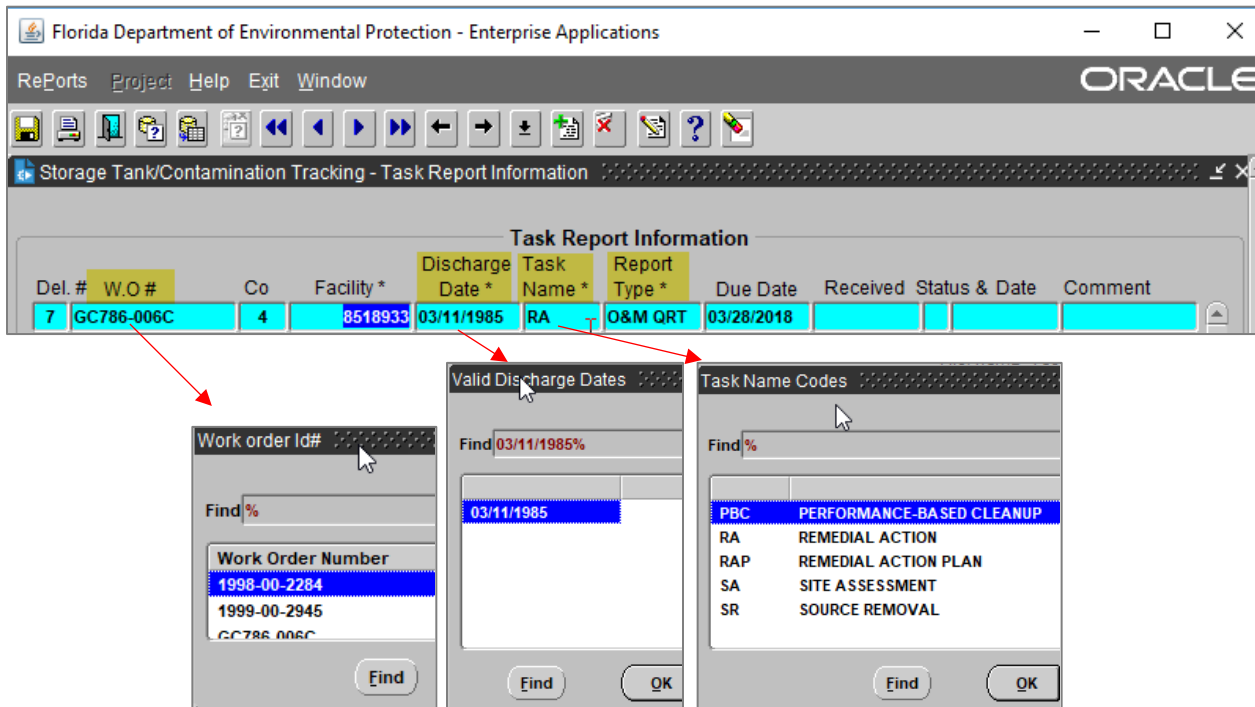 Florida Department of Environmental Protection - Enterprise Applications
RePorts Project Help Exit Window
ORACLE
Storage Tank/Contamination Tracking - Task Report Information
Task Report Information
Discharge Task Report
Del. # W.O # Co Facility * Date * Name * Type * Due Date Received Status & Date Comment
7 GC786-006C 4 8518933 03/11/1985 RA O&M QRT 03/28/2018
Work order Id#
Find %
Work Order Number
1998-00-2284
1999-00-2945
GC786-006C
Find
Valid Discharge Dates
Find 03/11/1985%
03/11/1985
Find OK
Task Name Codes
Find %
PBC PERFORMANCE-BASED CLEANUP
RA REMEDIAL ACTION
RAP REMEDIAL ACTION PLAN
SA SITE ASSESSMENT
SR SOURCE REMOVAL
Find OK